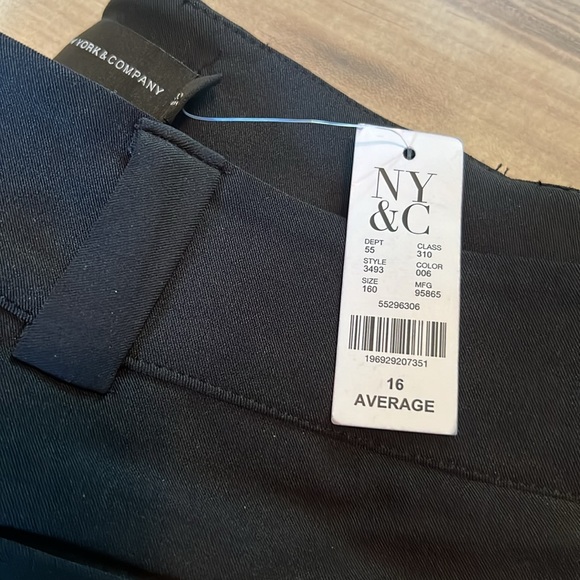 YORK & COMPANY
NY
&C
DEPT CLASS
55 310
STYLE COLOR
3493 006
SIZE MFG
160 95865
55296306
196929207351
16
AVERAGE